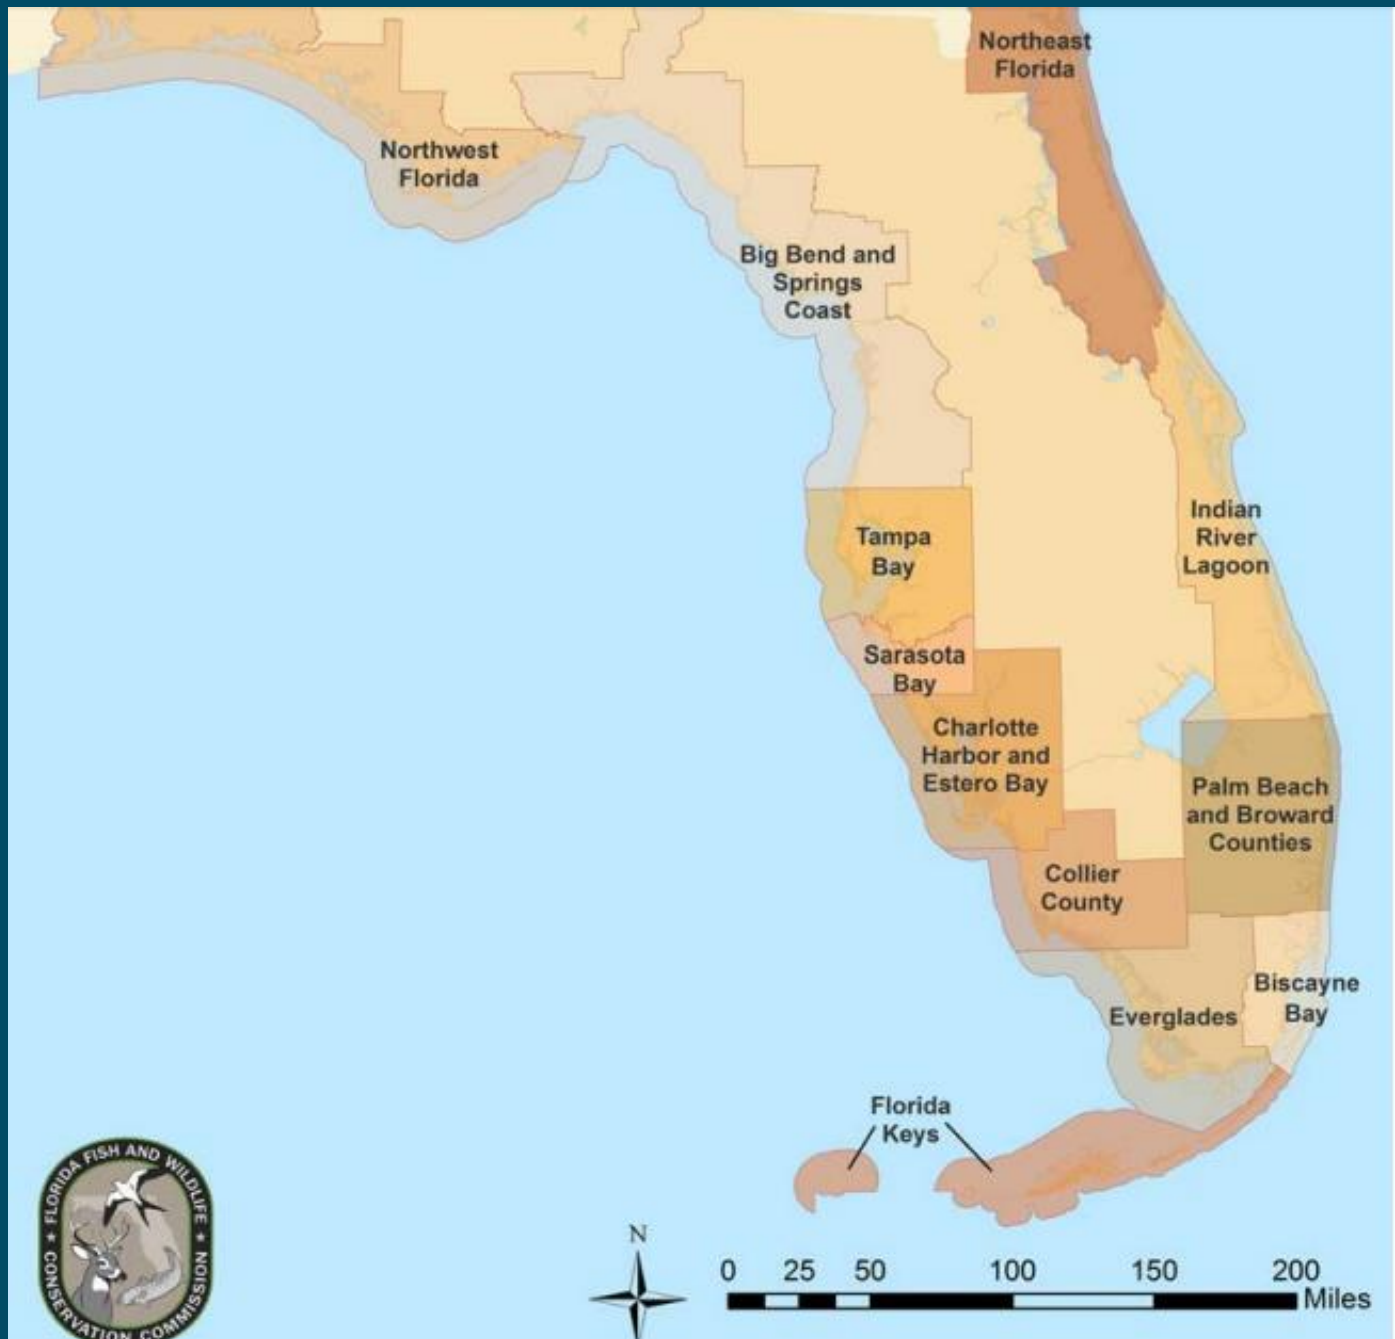 Northeast
Florida
Northwest
Florida
Big Bend and
Springs
Coast
Indian
River
Lagoon
Tampa
Bay
Sarasota
Bay
Charlotte
Harbor and
Estero Bay
Palm Beach
and Broward
Counties
Collier
County
Biscayne
Bay
Everglades
Florida
Keys
FLORIDA FISH AND WILDLIFE
CONSERVATION COMMISSION
N
0 25 50 100 150 200
Miles